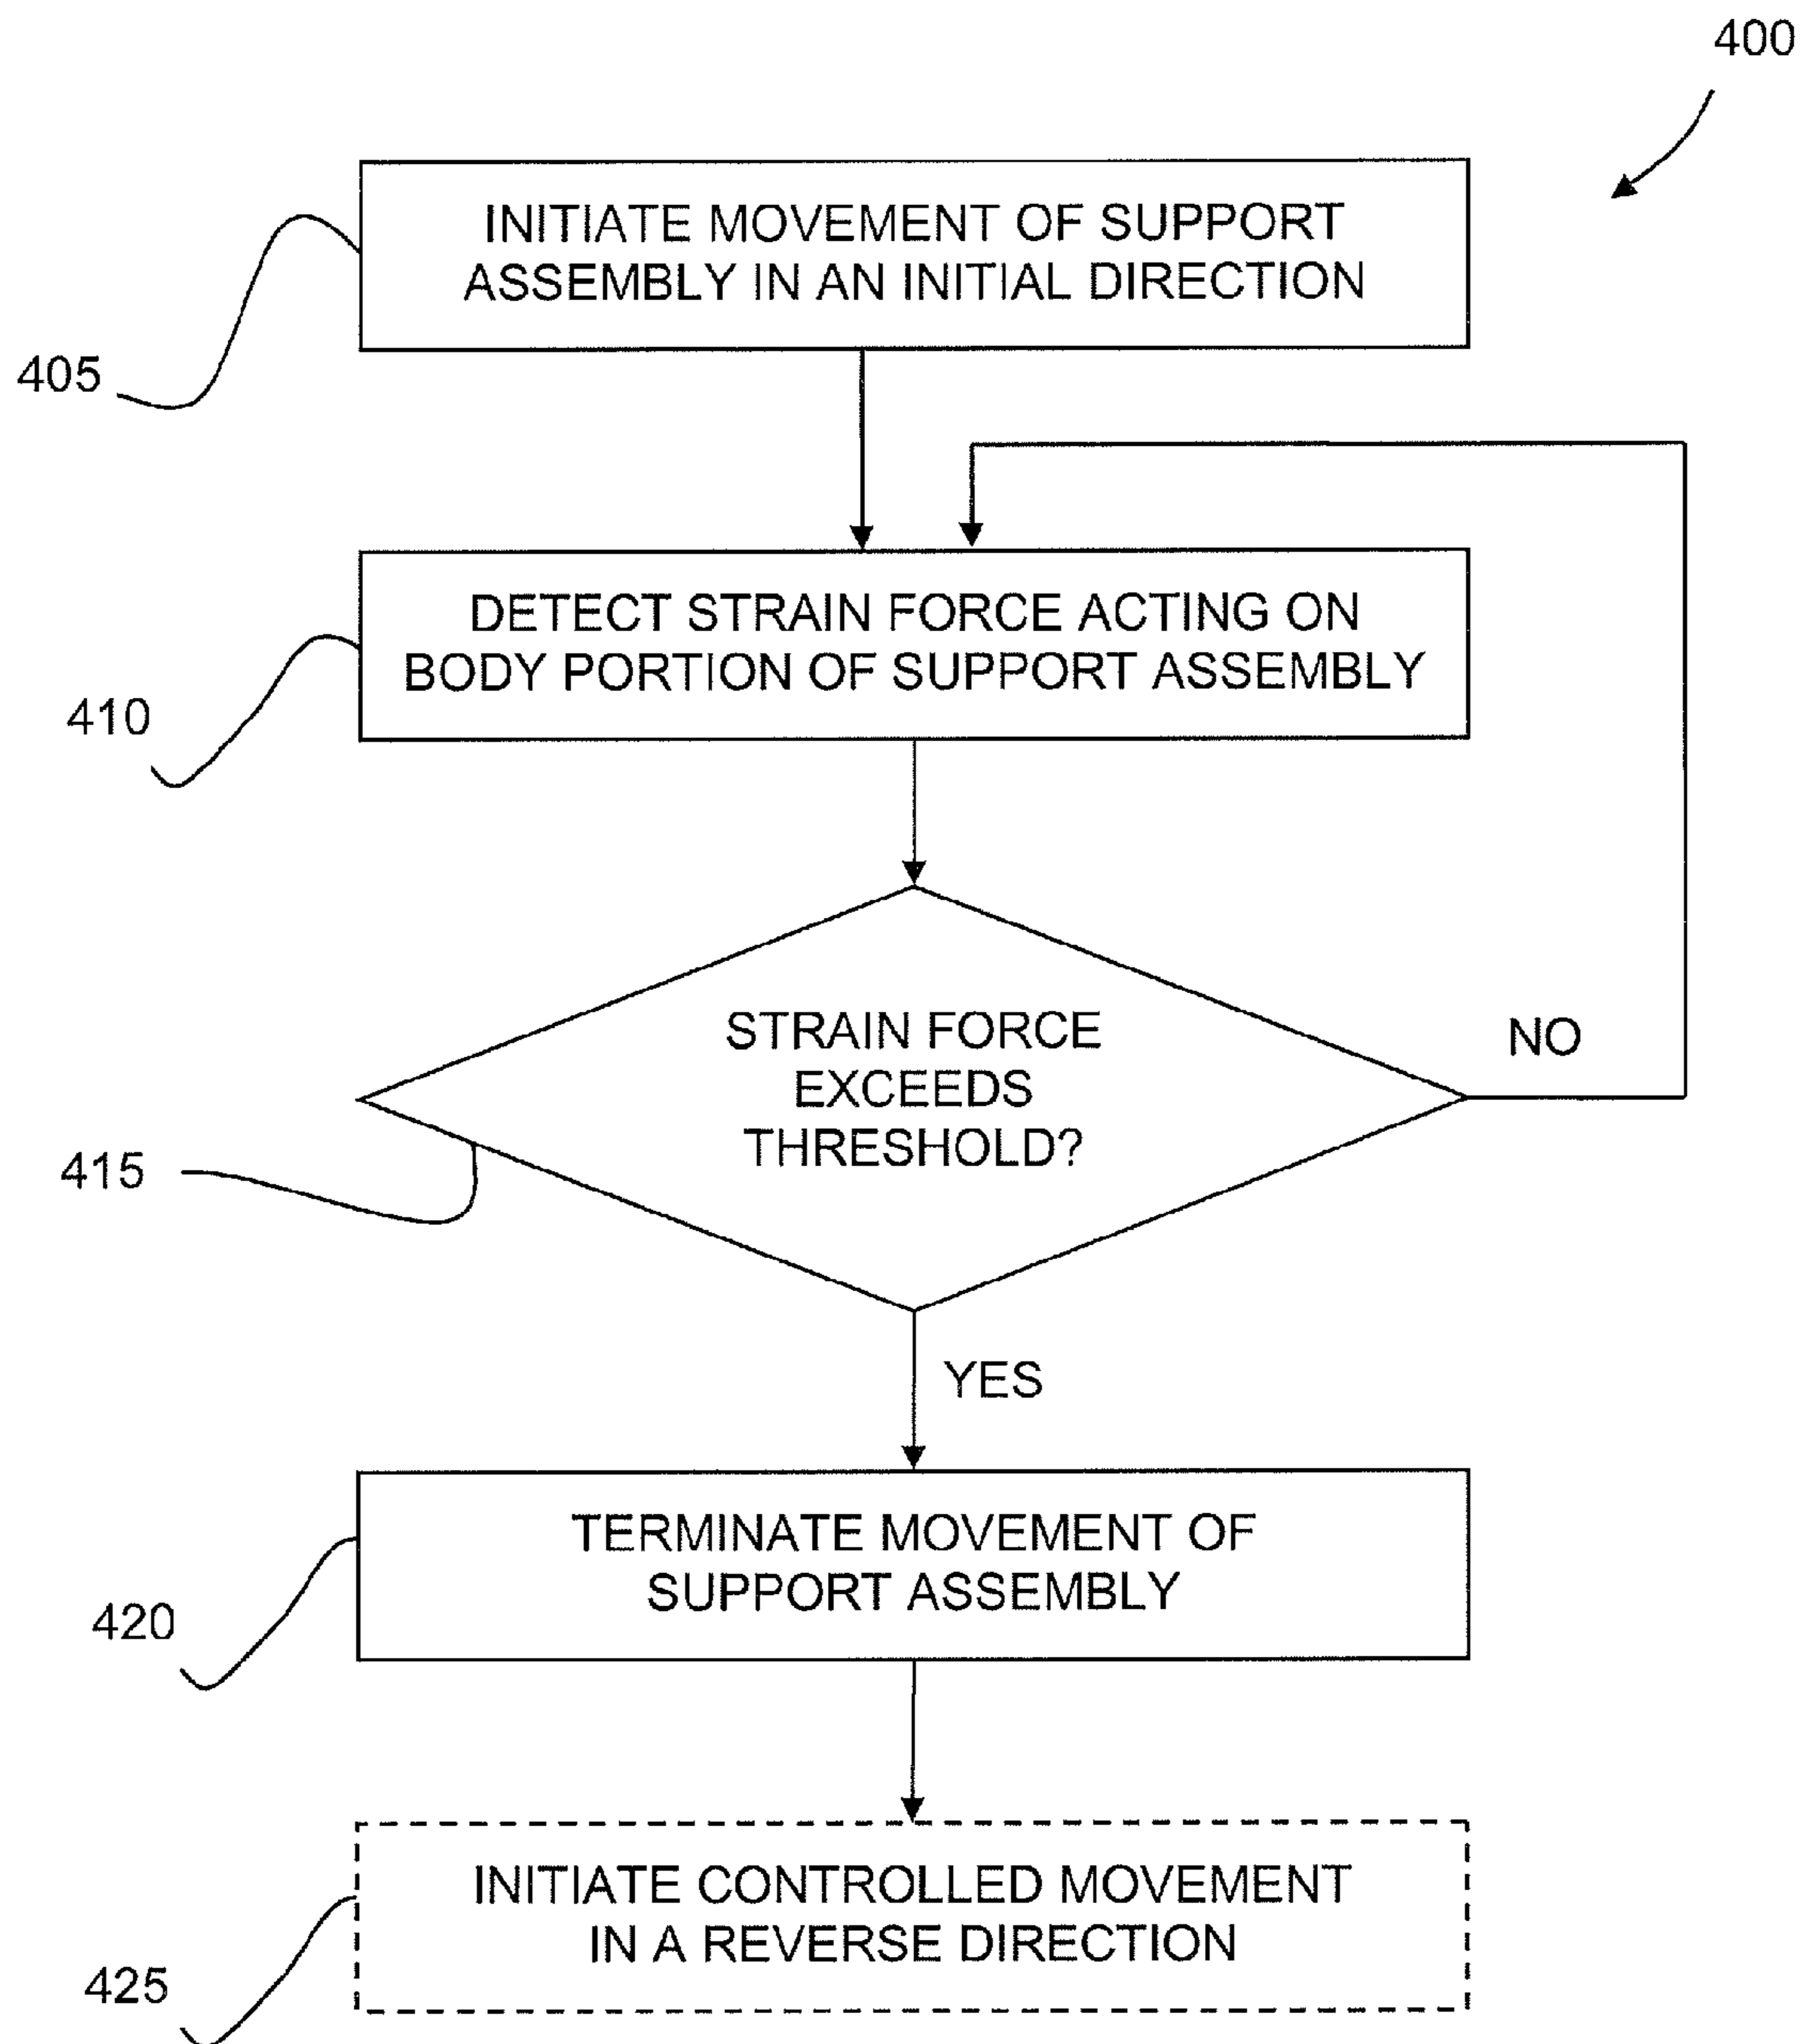 400
INITIATE MOVEMENT OF SUPPORT
ASSEMBLY IN AN INITIAL DIRECTION
405
DETECT STRAIN FORCE ACTING ON
BODY PORTION OF SUPPORT ASSEMBLY
410
STRAIN FORCE
EXCEEDS
THRESHOLD?
NO
415
YES
TERMINATE MOVEMENT OF
SUPPORT ASSEMBLY
420
INITIATE CONTROLLED MOVEMENT
IN A REVERSE DIRECTION
425